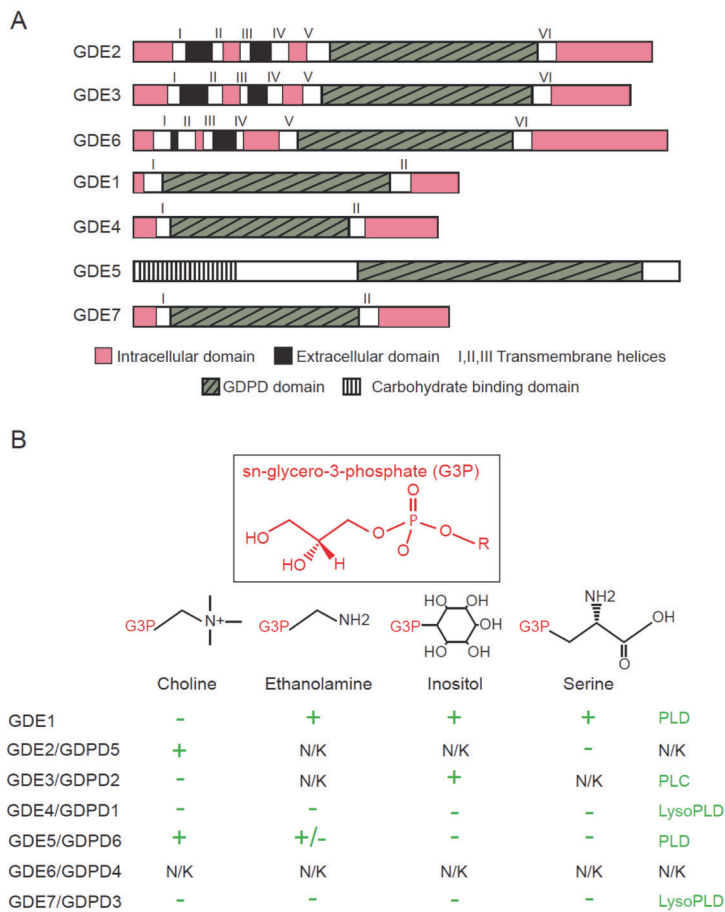 A
I II III IV V VI
GDE2
I II III IV V VI
GDE3
I II III IV V VI
GDE6
I II
GDE1
I II
GDE4
GDE5
I II
GDE7
Intracellular domain Extracellular domain I,II,III Transmembrane helices
GDPD domain Carbohydrate binding domain
B
sn-glycero-3-phosphate (G3P)
O
HO O P O R
HO H O
N+ NH2 HO OH NH2 OH
G3P G3P G3P OH G3P
HO OH O
Choline Ethanolamine Inositol Serine
GDE1 - + + + PLD
GDE2/GDPD5 + N/K N/K - N/K
GDE3/GDPD2 - N/K + N/K PLC
GDE4/GDPD1 - - - - LysoPLD
GDE5/GDPD6 + +/- - - PLD
GDE6/GDPD4 N/K N/K N/K N/K N/K
GDE7/GDPD3 - - - - LysoPLD